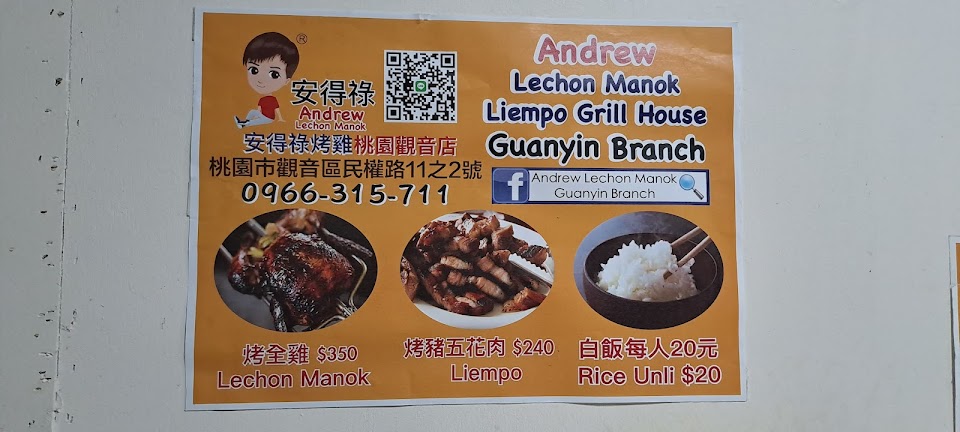 ®
安得祿
Andrew
Lechon Manok
安得祿烤雞桃園觀音店
桃園市觀音區民權路11之2號
0966-315-711
Andrew
Lechon Manok
Liempo Grill House
Guanyin Branch
f
Andrew Lechon Manok
Guanyin Branch
烤全雞 $350
Lechon Manok
烤豬五花肉 $240
Liempo
白飯每人20元
Rice Unli $20